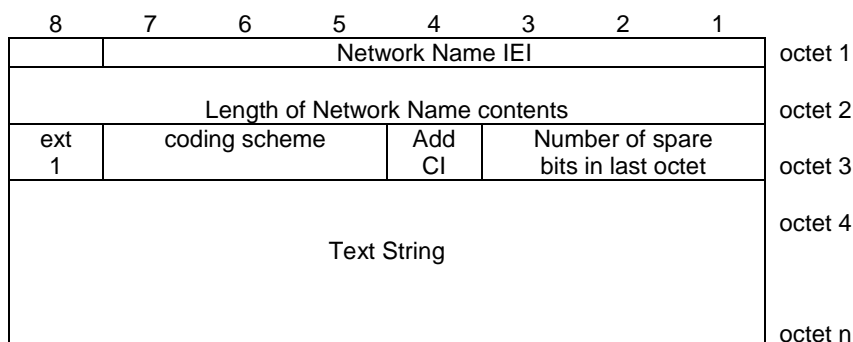 8 7 6 5 4 3 2 1
Network Name IEI octet 1
Length of Network Name contents octet 2
ext coding scheme Add Number of spare
1 CI bits in last octet octet 3
octet 4
Text String
octet n